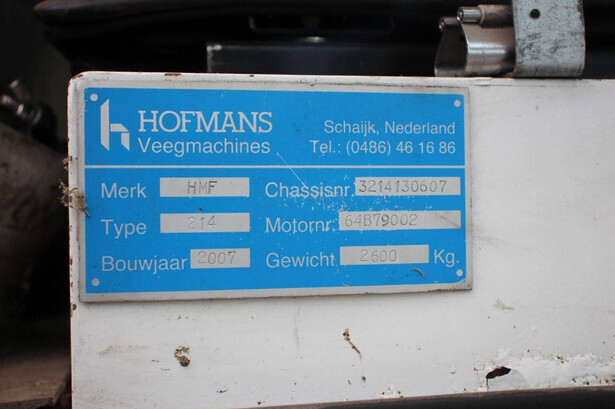 HOFMANS
Veegmachines
Schaijk, Nederland
Tel.: (0486) 46 16 86
Merk HMF Chassisnr. 3214130607
Type 214 Motornr. 64B79002
Bouwjaar 2007 Gewicht 2600 Kg.